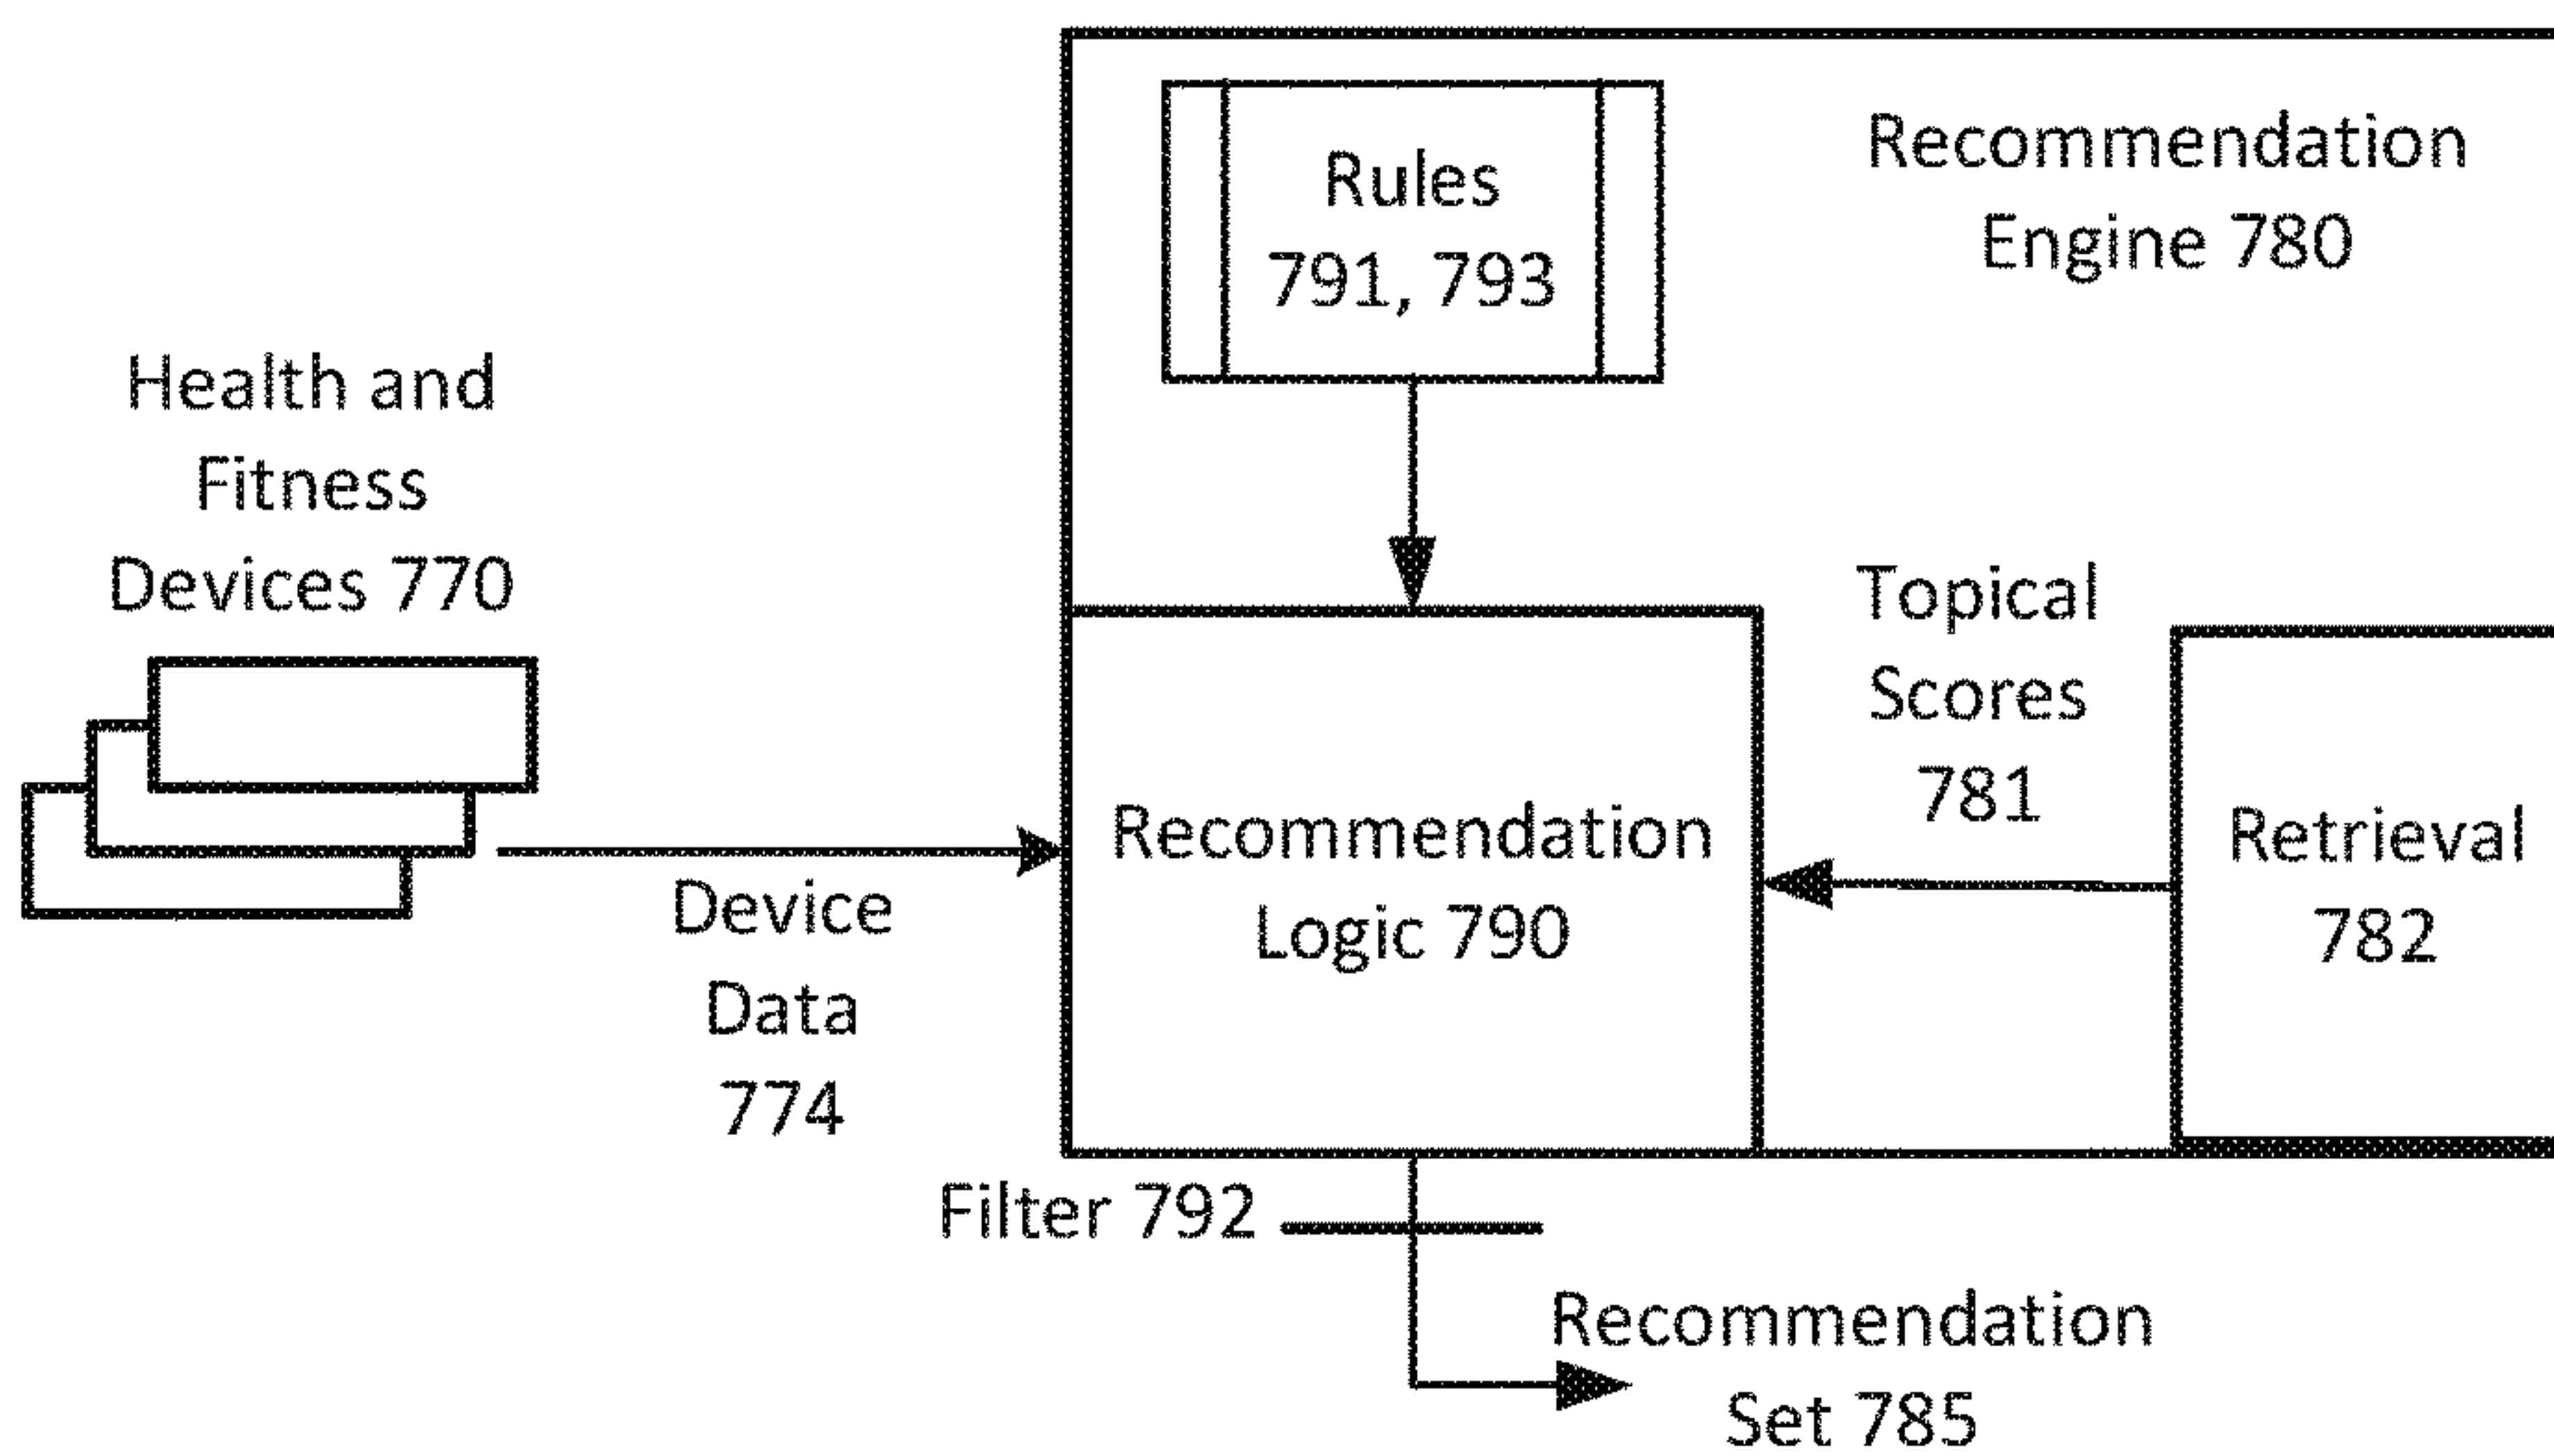 Rules
791, 793
Recommendation
Engine 780
Health and
Fitness
Devices 770
Topical
Scores
781
Device
Data
774
Recommendation
Logic 790
Retrieval
782
Filter 792
Recommendation
Set 785